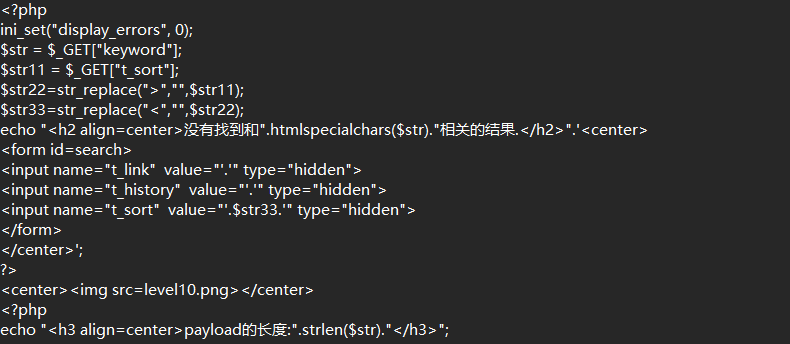 <?php
ini_set("display_errors", 0);
$str = $_GET["keyword"];
$str11 = $_GET["t_sort"];
$str22=str_replace(">","",$str11);
$str33=str_replace("<","",$str22);
echo "<h2 align=center>没有找到和".htmlspecialchars($str)."相关的结果.</h2>".'<center>
<form id=search>
<input name="t_link"  value="'.'" type="hidden">
<input name="t_history"  value="'.'" type="hidden">
<input name="t_sort"  value="'.$str33.'" type="hidden">
</form>
</center>';
?>
<center><img src=level10.png></center>
<?php
echo "<h3 align=center>payload的长度:".strlen($str)."</h3>";